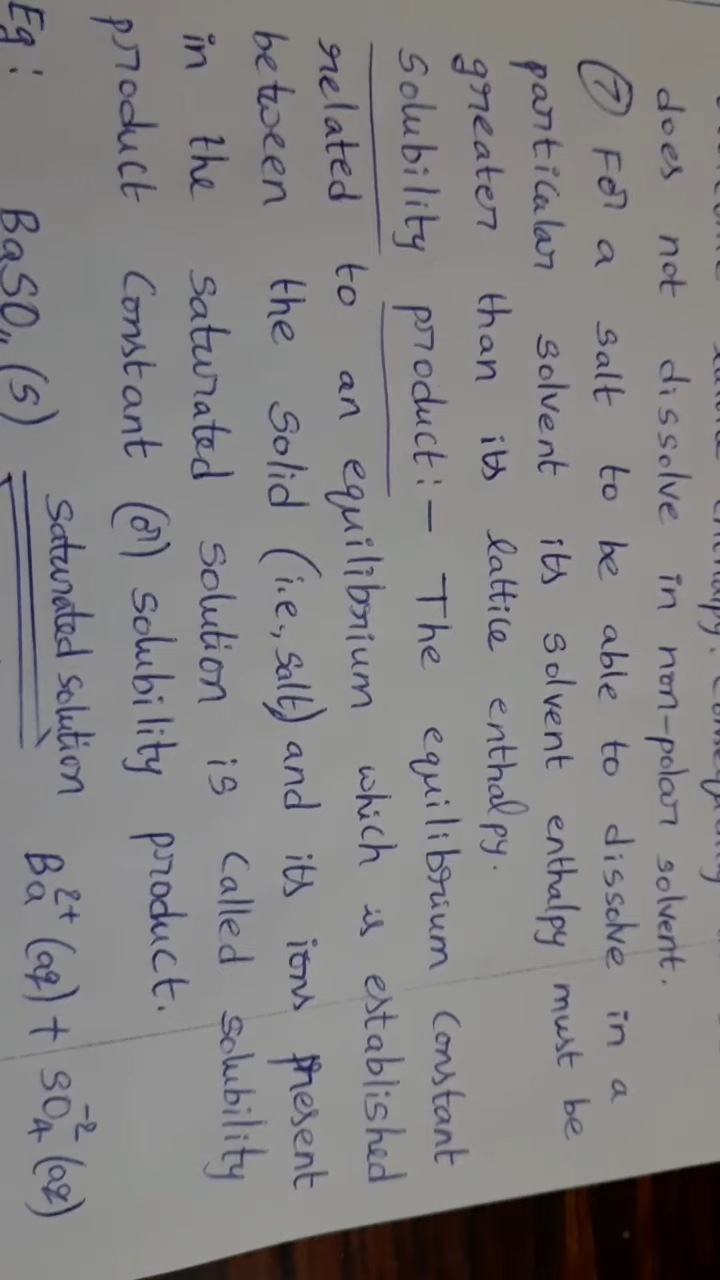 does not dissolve in non-polar solvent.
⑦ For a salt to be able to dissolve in a
particular solvent its solvent enthalpy must be
greater than its lattice enthalpy.
Solubility product:- The equilibrium constant
related to an equilibrium which is established
between the solid (i.e., salt) and its ions present
in the saturated solution is called solubility
product constant (or) solubility product.
Eg: BaSO4 (s) saturated solution Ba2+ (aq) + SO4-2 (aq)